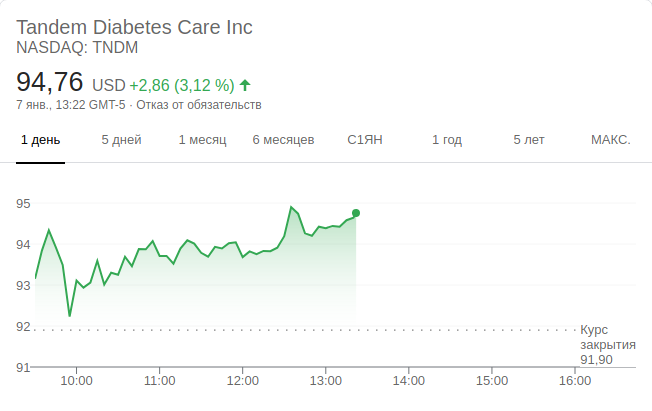 Tandem Diabetes Care Inc
NASDAQ: TNDM
94,76 USD +2,86 (3,12 %)
7 янв., 13:22 GMT-5 · Отказ от обязательств
1 день 5 дней 1 месяц 6 месяцев С1ЯН 1 год 5 лет МАКС.
95
94
93
92
91
Курс
закрытия
91,90
10:00 11:00 12:00 13:00 14:00 15:00 16:00